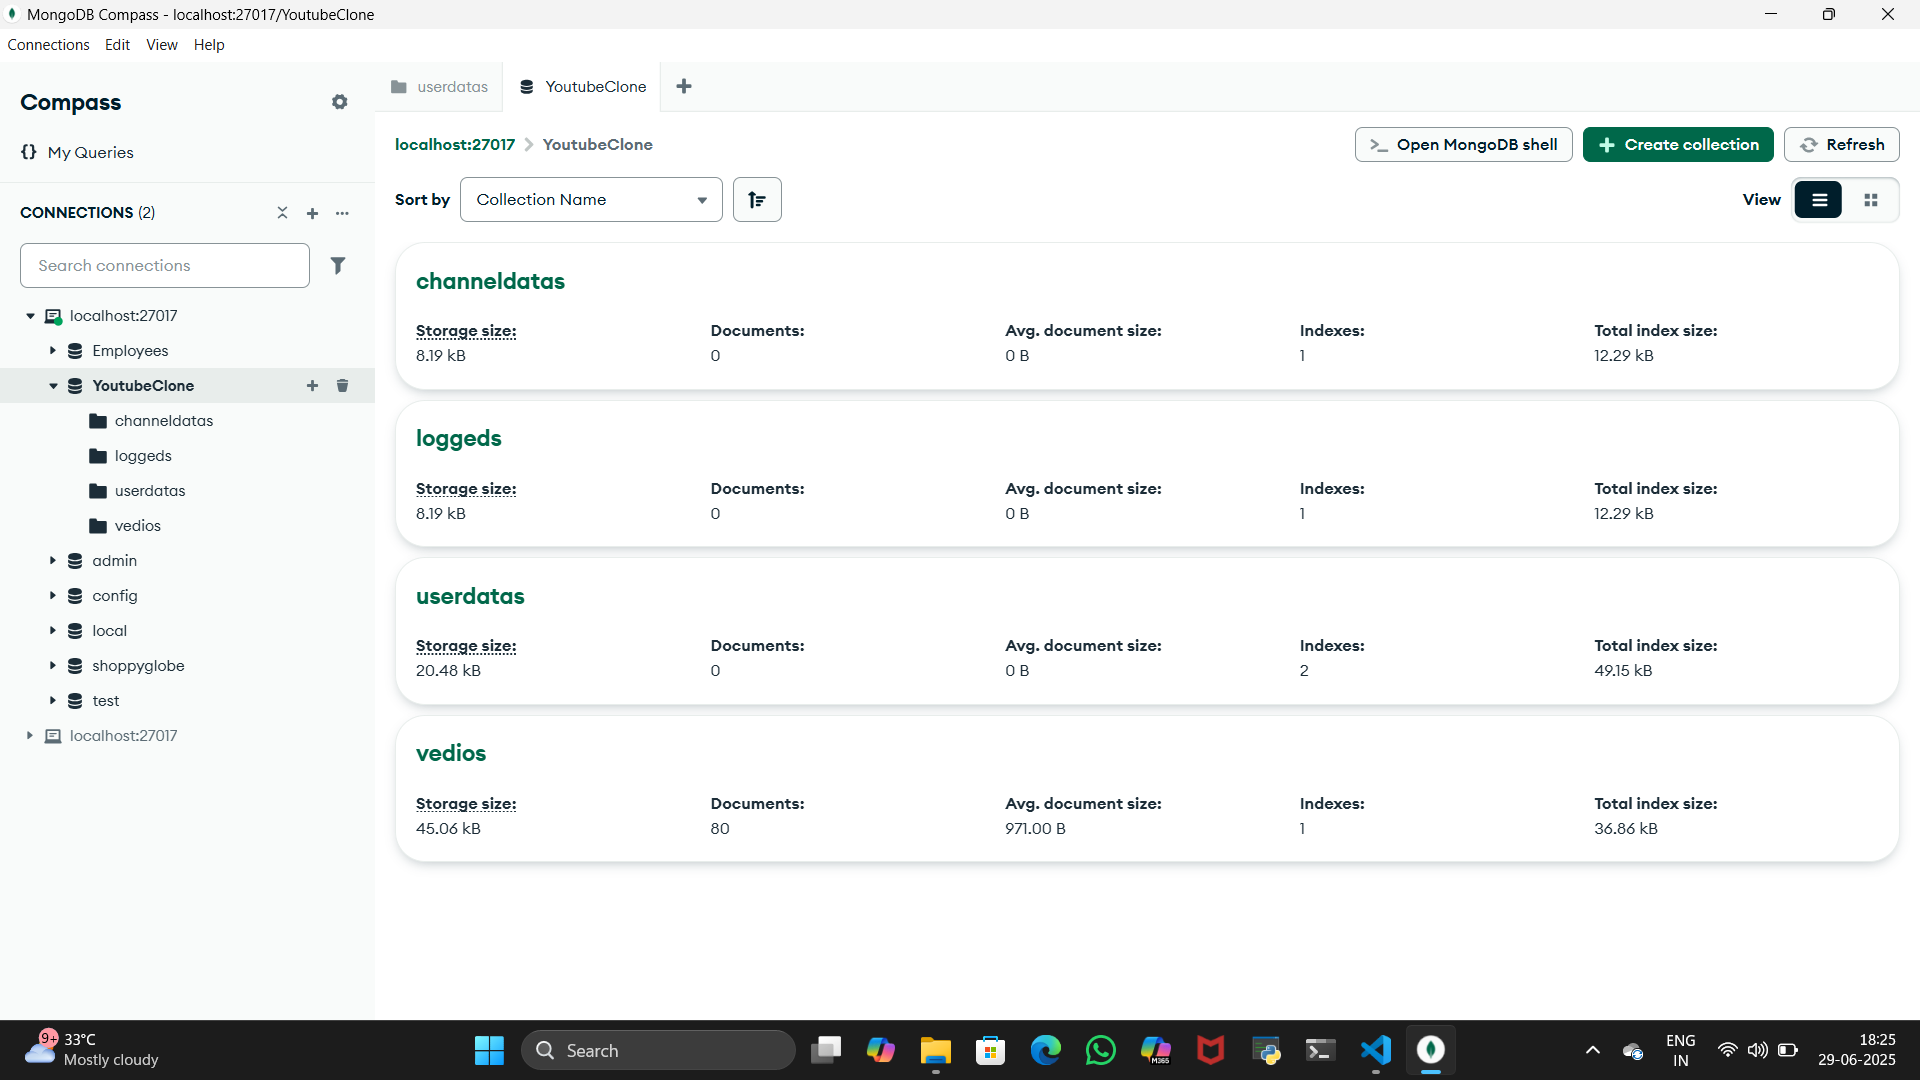 MongoDB Compass - localhost:27017/YoutubeClone
Connections Edit View Help
Compass
{} My Queries
CONNECTIONS (2)
Search connections
localhost:27017
Employees
YoutubeClone
channeldatas
loggeds
userdatas
vedios
admin
config
local
shoppyglobe
test
localhost:27017
userdatas YoutubeClone
localhost:27017 > YoutubeClone
>_ Open MongoDB shell + Create collection Refresh
Sort by Collection Name View
channeldatas
Storage size: Documents: Avg. document size: Indexes: Total index size:
8.19 kB 0 0 B 1 12.29 kB
loggeds
Storage size: Documents: Avg. document size: Indexes: Total index size:
8.19 kB 0 0 B 1 12.29 kB
userdatas
Storage size: Documents: Avg. document size: Indexes: Total index size:
20.48 kB 0 0 B 2 49.15 kB
vedios
Storage size: Documents: Avg. document size: Indexes: Total index size:
45.06 kB 80 971.00 B 1 36.86 kB
9+ 33°C
Mostly cloudy
Search
M365
ENG
IN
18:25
29-06-2025